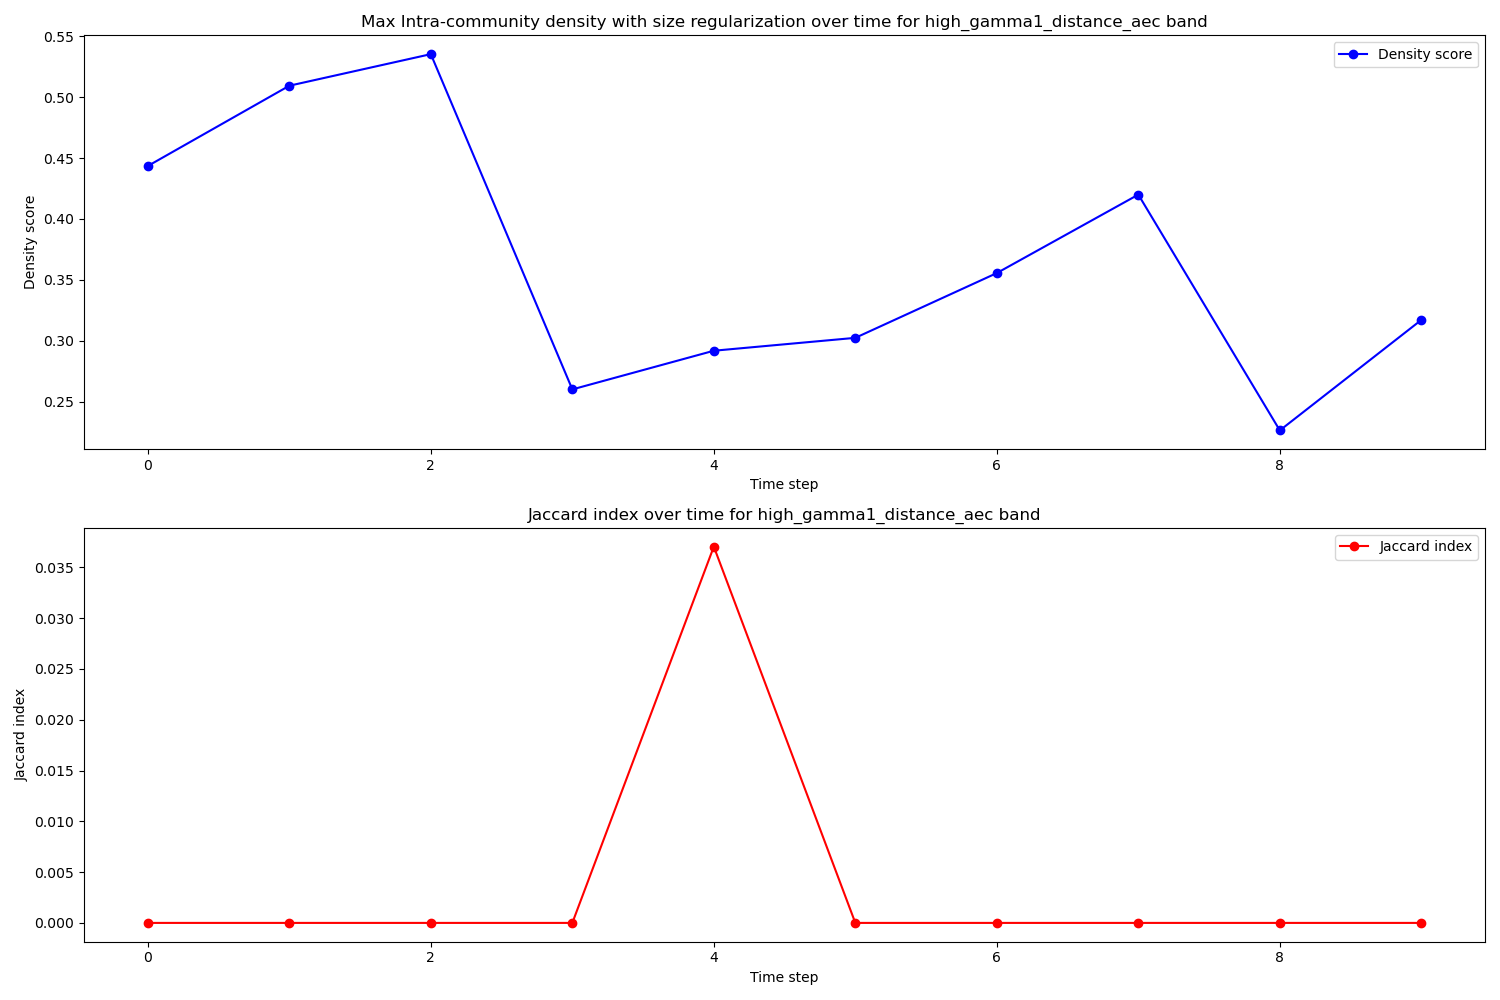 Max Intra-community density with size regularization over time for high_gamma1_distance_aec band
Density score
0.55
0.50
0.45
0.40
0.35
0.30
0.25
Density score
0 2 4 6 8
Time step
Jaccard index over time for high_gamma1_distance_aec band
Jaccard index
0.035
0.030
0.025
0.020
0.015
0.010
0.005
0.000
Jaccard index
0 2 4 6 8
Time step